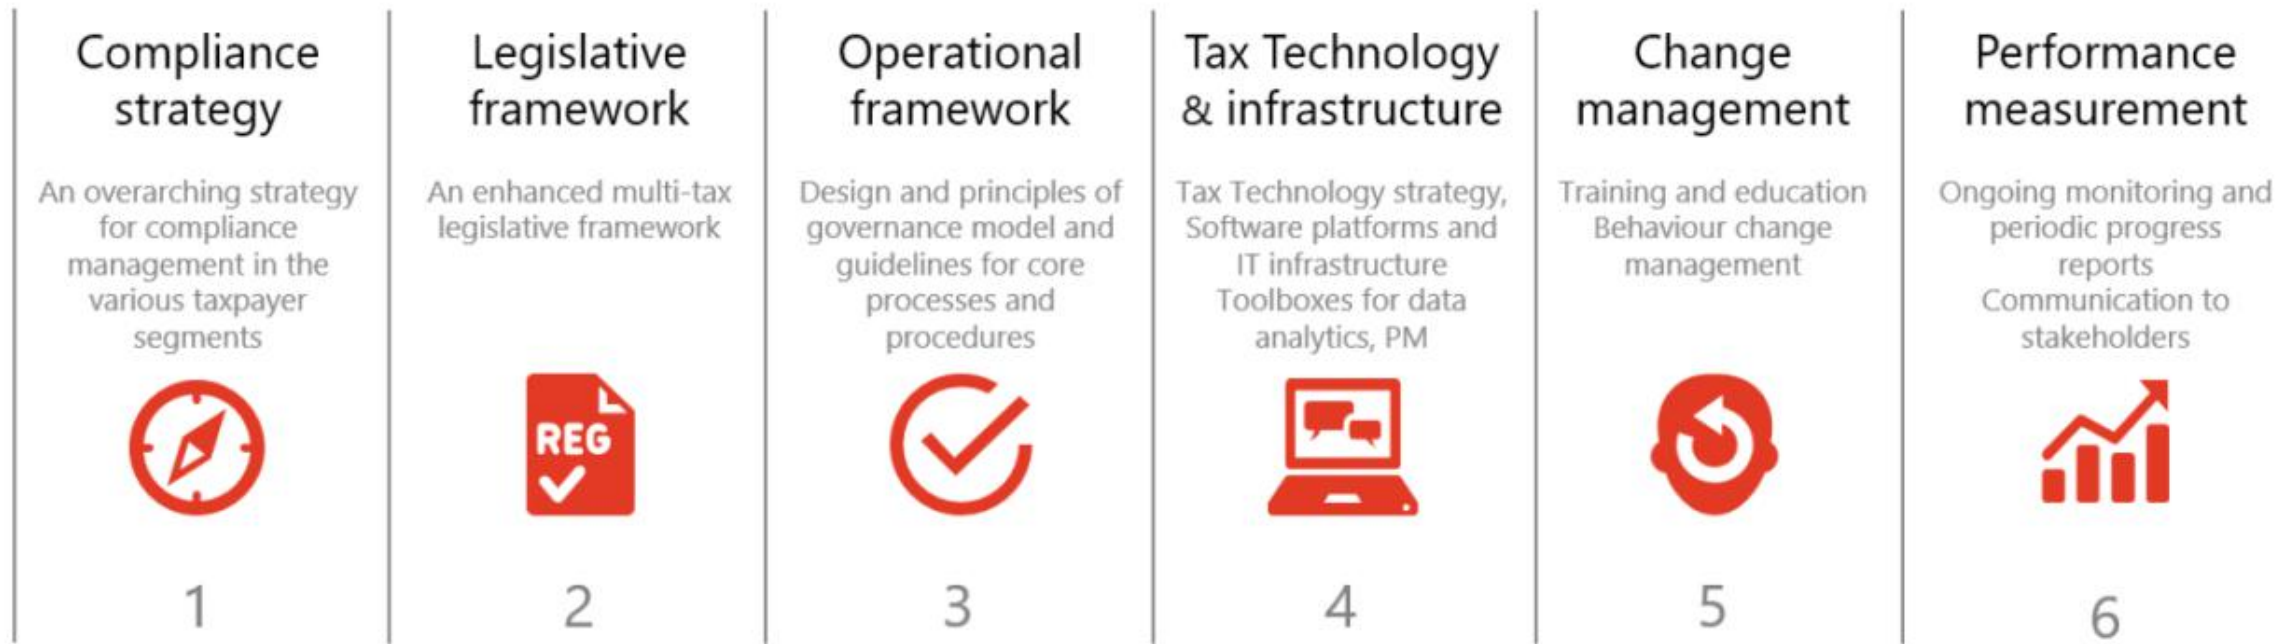 Compliance
strategy
An overarching strategy
for compliance
management in the
various taxpayer
segments
1
Legislative
framework
An enhanced multi-tax
legislative framework
REG
2
Operational
framework
Design and principles of
governance model and
guidelines for core
processes and
procedures
3
Tax Technology
& infrastructure
Tax Technology strategy,
Software platforms and
IT infrastructure
Toolboxes for data
analytics, PM
4
Change
management
Training and education
Behaviour change
management
5
Performance
measurement
Ongoing monitoring and
periodic progress
reports
Communication to
stakeholders
6